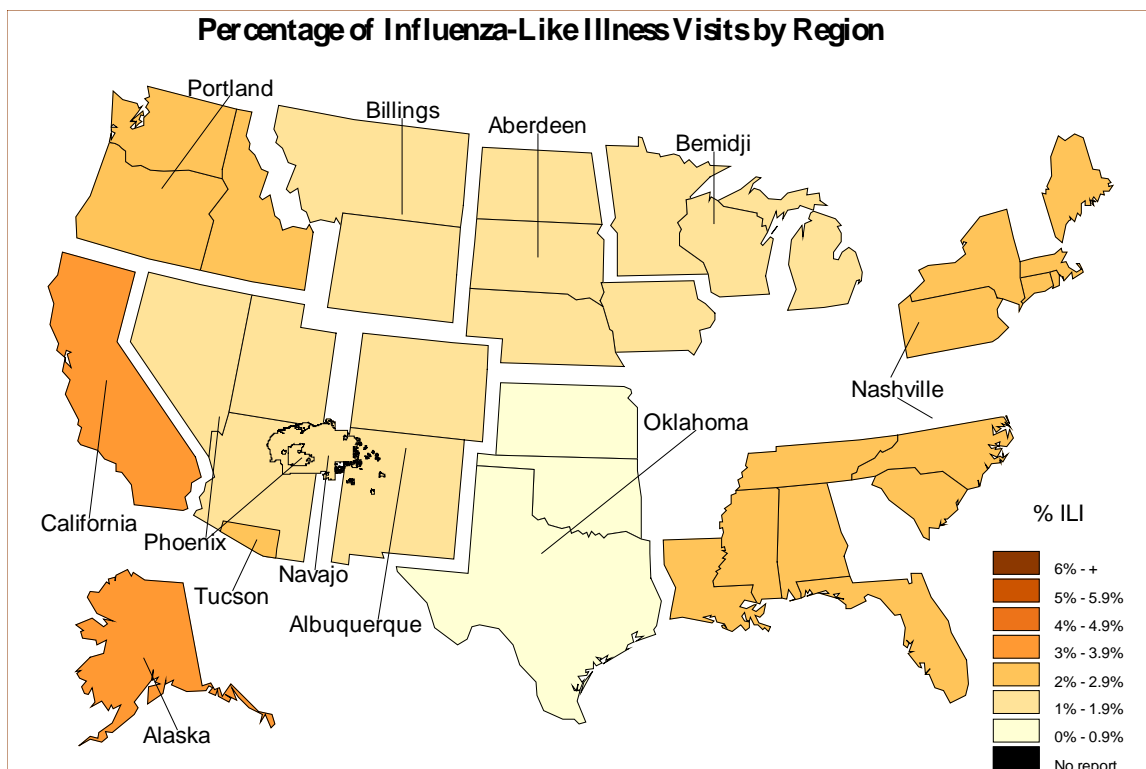 Percentage of Influenza-Like Illness Visits by Region
Portland
Billings
Aberdeen
Bemidji
Nashville
Oklahoma
California
Phoenix
Navajo
Tucson
Albuquerque
Alaska
% ILI
6% - +
5% - 5.9%
4% - 4.9%
3% - 3.9%
2% - 2.9%
1% - 1.9%
0% - 0.9%
No report